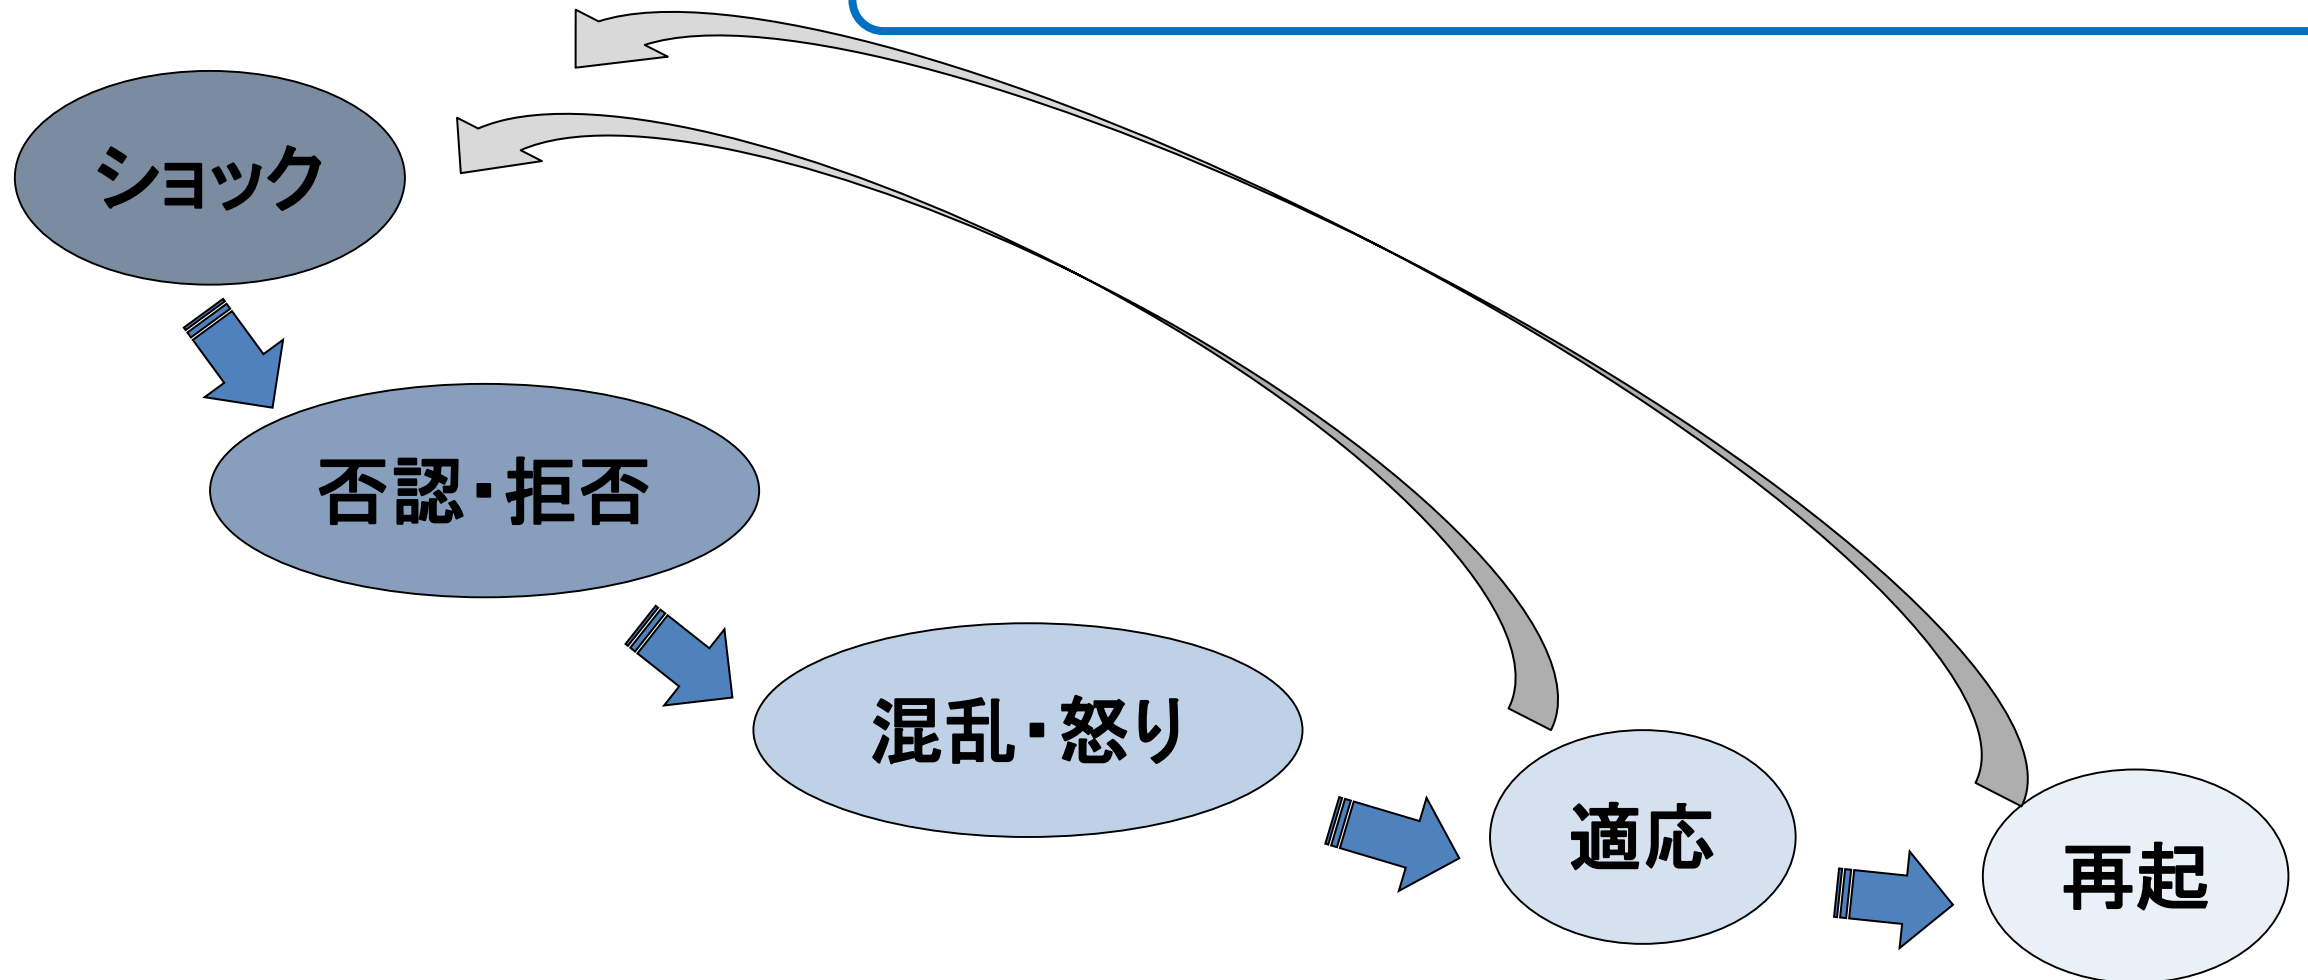 ショック
否認・拒否
混乱・怒り
適応
再起